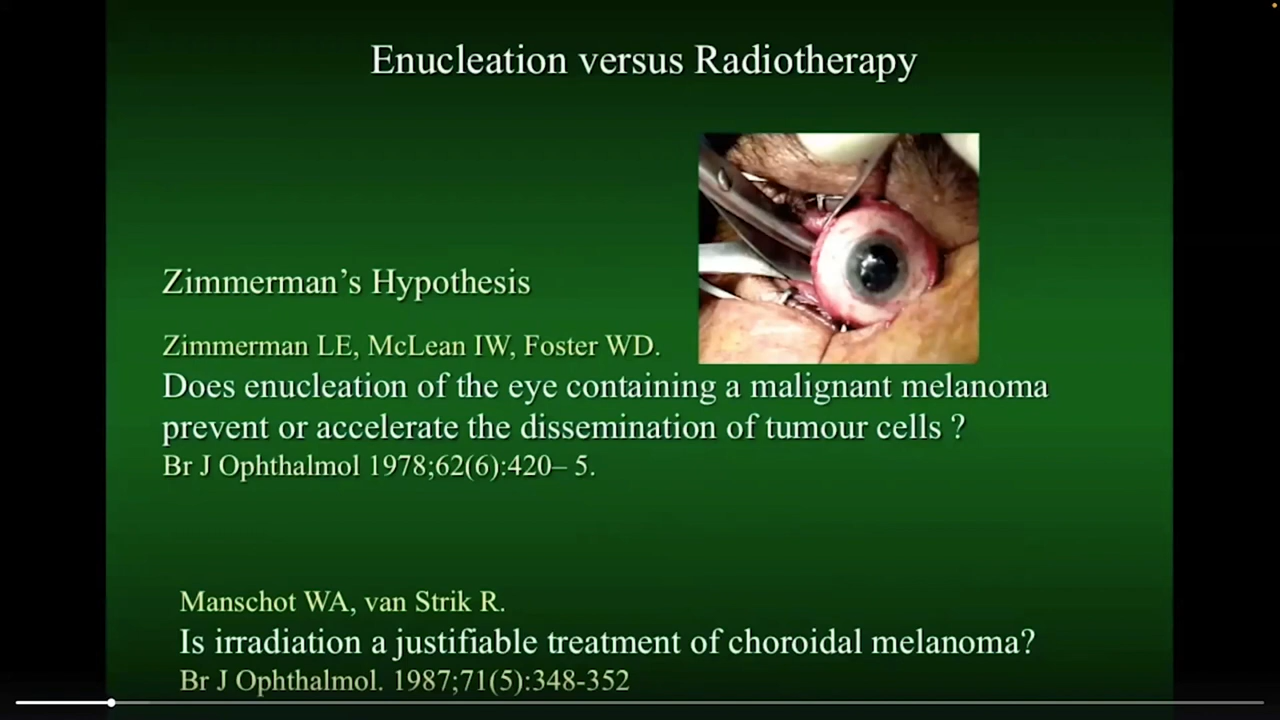 Enucleation versus Radiotherapy
Zimmerman’s Hypothesis
Zimmerman LE, McLean IW, Foster WD.
Does enucleation of the eye containing a malignant melanoma
prevent or accelerate the dissemination of tumour cells ?
Br J Ophthalmol 1978;62(6):420– 5.
Manschot WA, van Strik R.
Is irradiation a justifiable treatment of choroidal melanoma?
Br J Ophthalmol. 1987;71(5):348-352